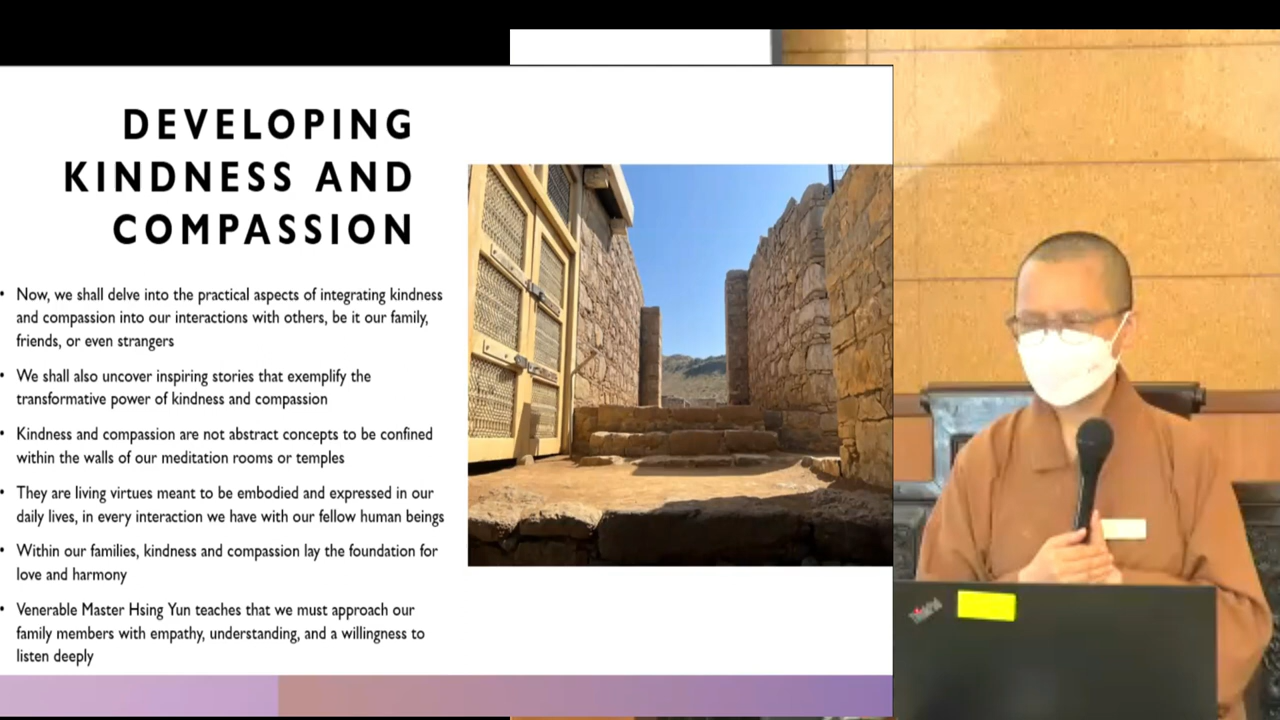 DEVELOPING
KINDNESS AND
COMPASSION
• Now, we shall delve into the practical aspects of integrating kindness
and compassion into our interactions with others, be it our family,
friends, or even strangers
• We shall also uncover inspiring stories that exemplify the
transformative power of kindness and compassion
• Kindness and compassion are not abstract concepts to be confined
within the walls of our meditation rooms or temples
• They are living virtues meant to be embodied and expressed in our
daily lives, in every interaction we have with our fellow human beings
• Within our families, kindness and compassion lay the foundation for
love and harmony
• Venerable Master Hsing Yun teaches that we must approach our
family members with empathy, understanding, and a willingness to
listen deeply
ThinkPad